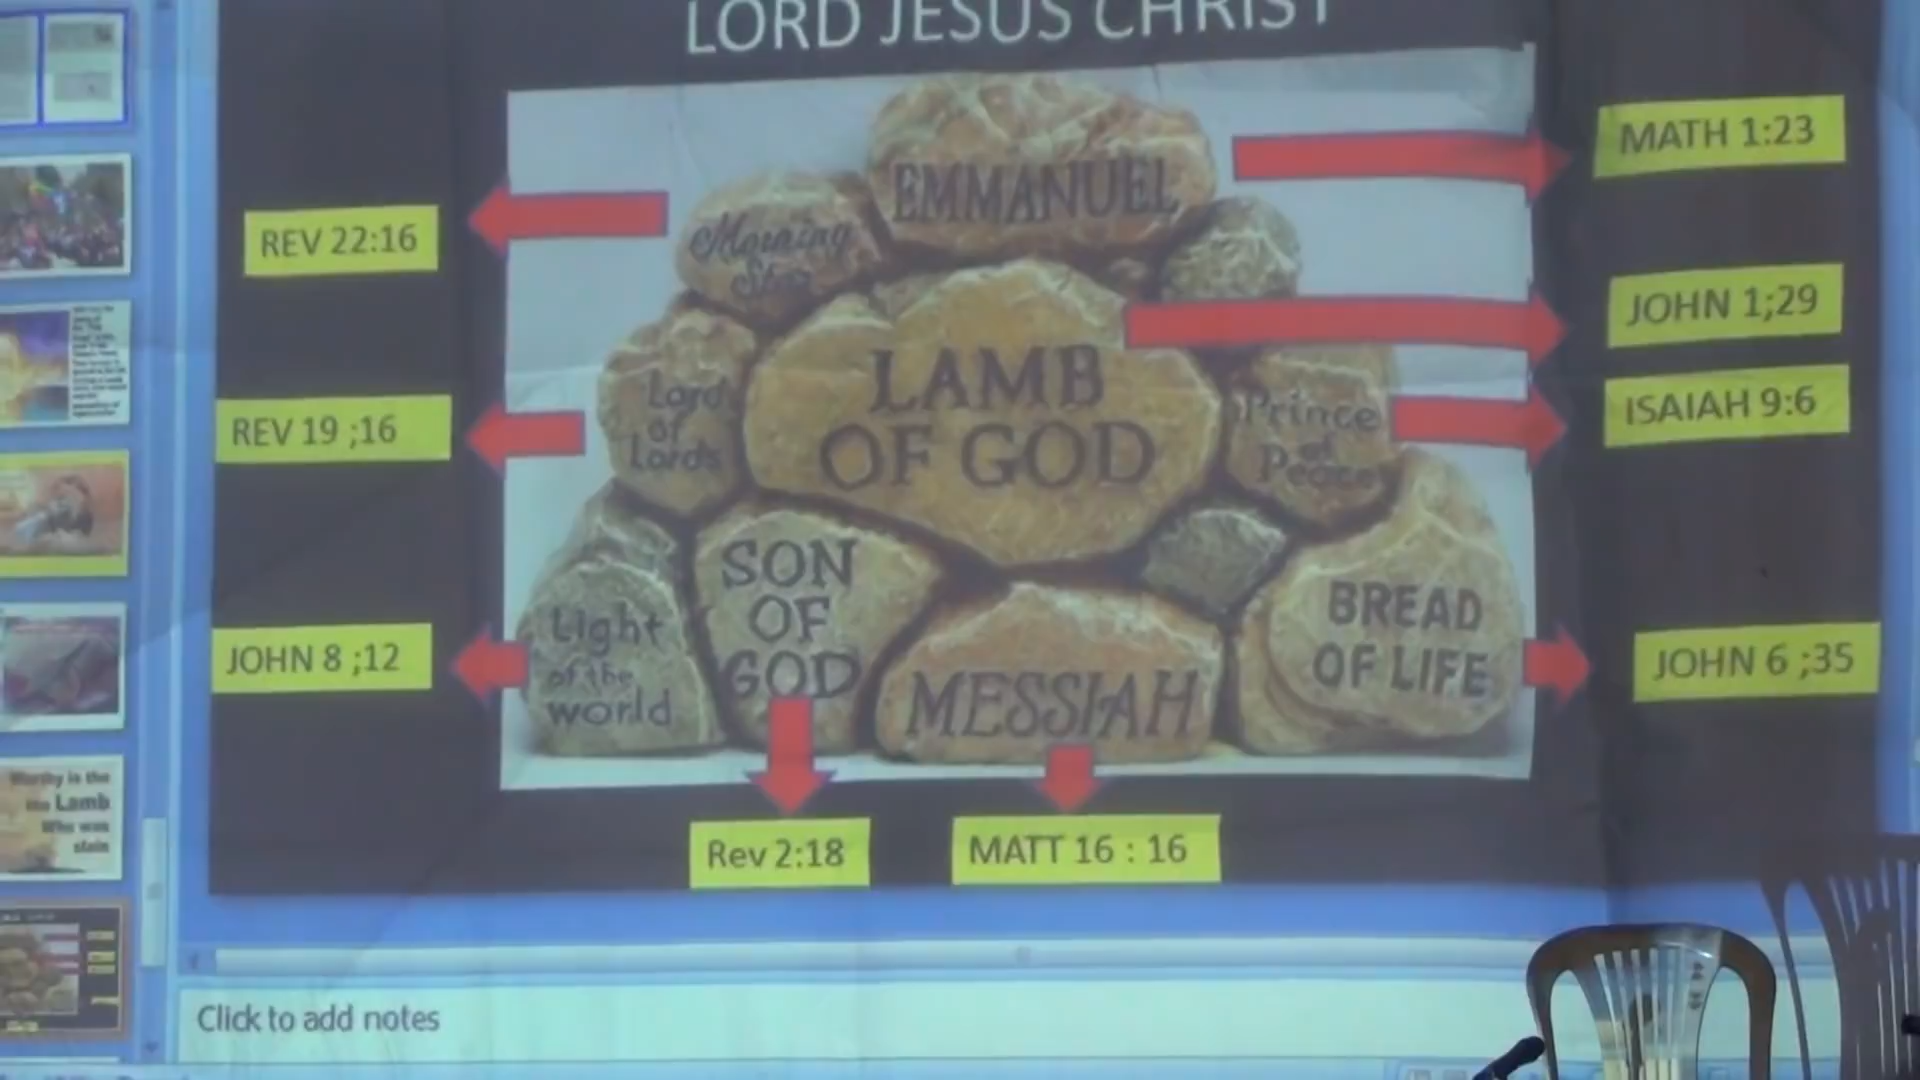 LORD JESUS CHRIST
EMMANUEL
MATH 1:23
Morning
Star
REV 22:16
JOHN 1;29
LAMB
OF GOD
Lord
of
Lords
REV 19 ;16
Prince
of
Peace
ISAIAH 9:6
SON
OF
GOD
Light
of the
world
JOHN 8 ;12
MESSIAH
BREAD
OF LIFE
JOHN 6 ;35
Rev 2:18
MATT 16 : 16
Worthy is the
Lamb
Who was
slain
Click to add notes